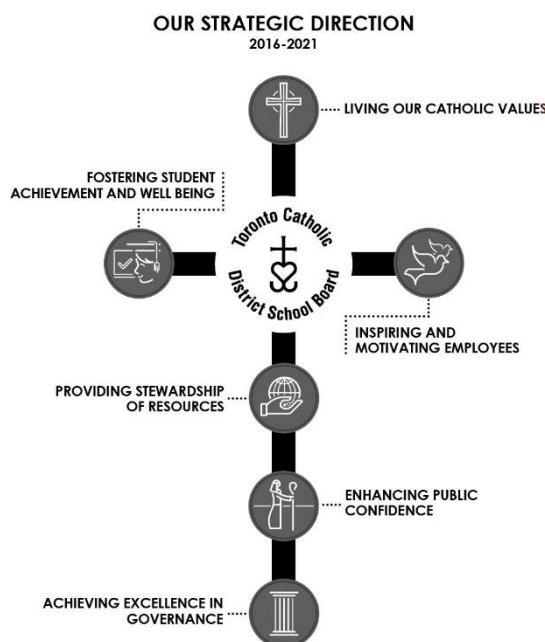 OUR STRATEGIC DIRECTION
2016-2021
LIVING OUR CATHOLIC VALUES
FOSTERING STUDENT
ACHIEVEMENT AND WELL BEING
Toronto Catholic
District School Board
INSPIRING AND
MOTIVATING EMPLOYEES
PROVIDING STEWARDSHIP
OF RESOURCES
ENHANCING PUBLIC
CONFIDENCE
ACHIEVING EXCELLENCE IN
GOVERNANCE